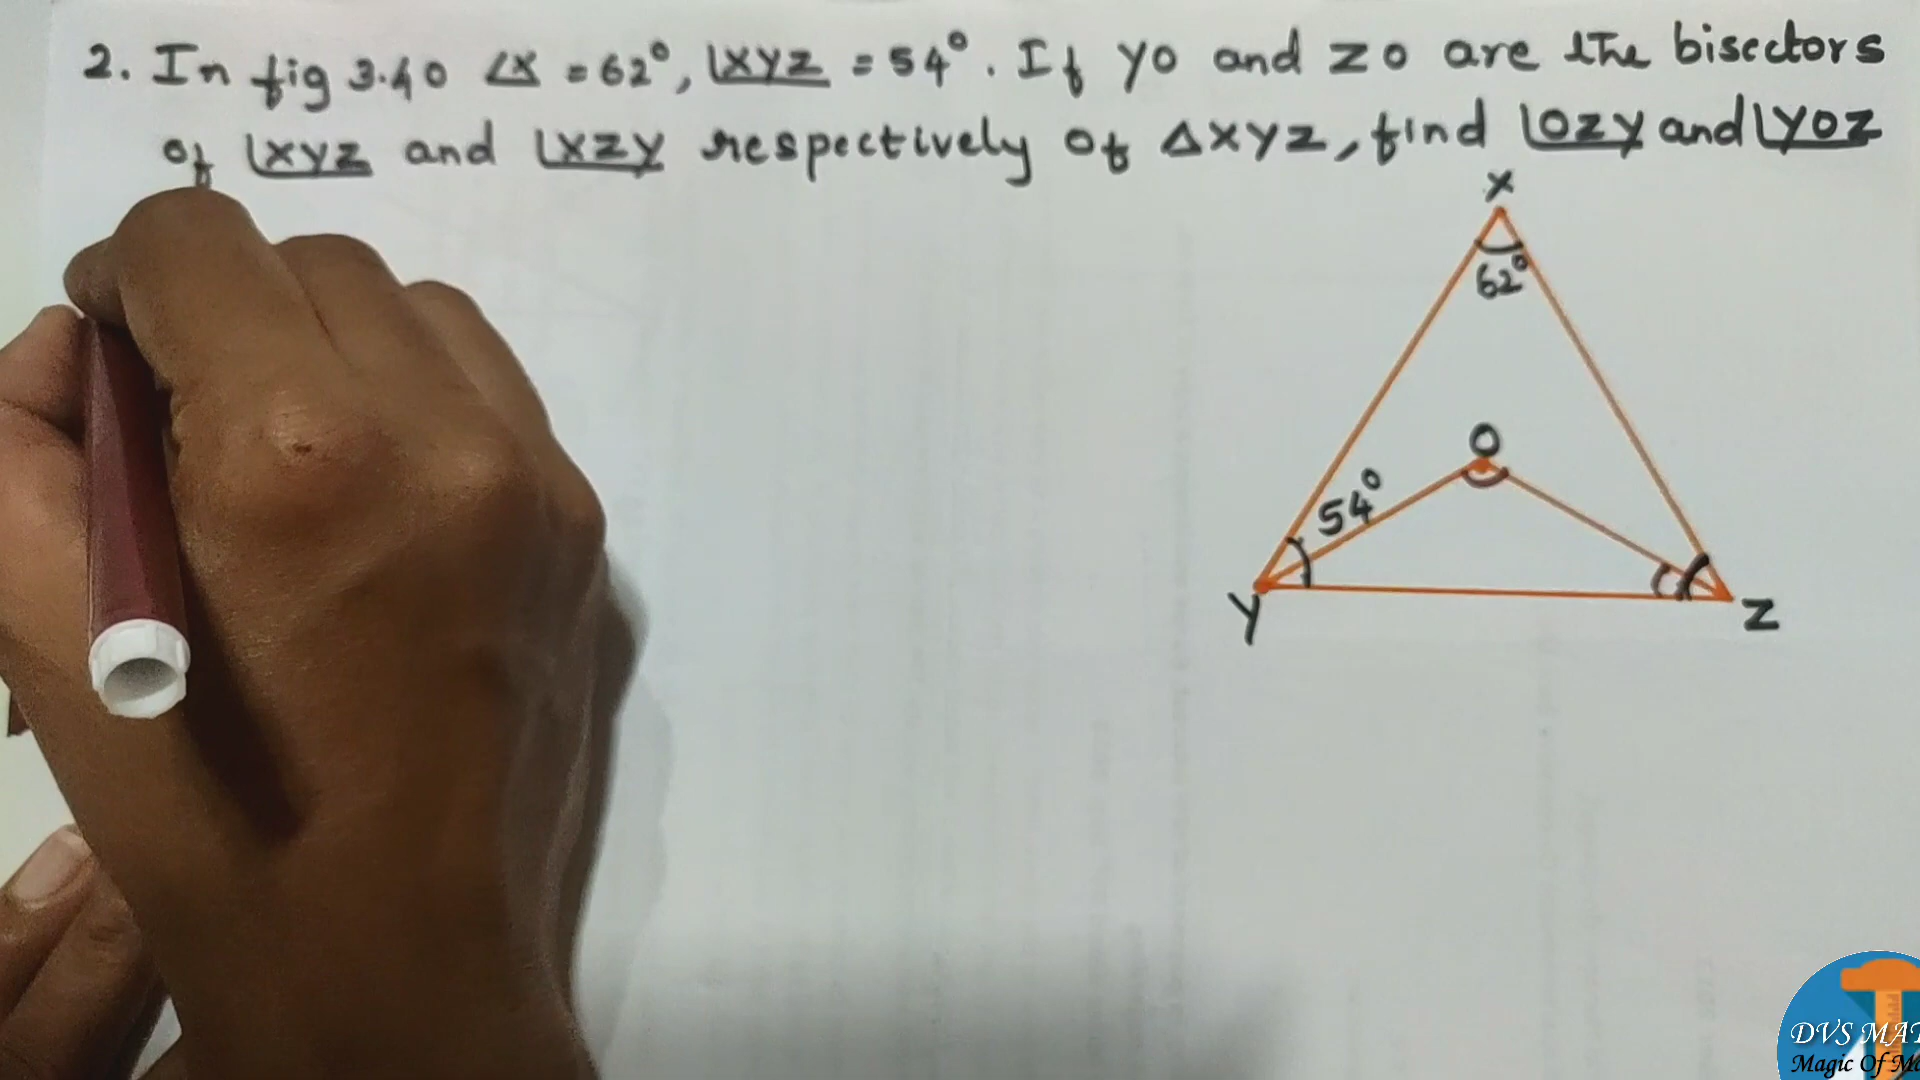 2. In fig 3.40 ∠X = 62°, ∠XYZ = 54°. If YO and ZO are the bisectors
of ∠XYZ and ∠XZY respectively of ΔXYZ, find ∠OZY and ∠YOZ
X
62°
O
54°
Y
Z
DVS MAT
Magic Of Ma